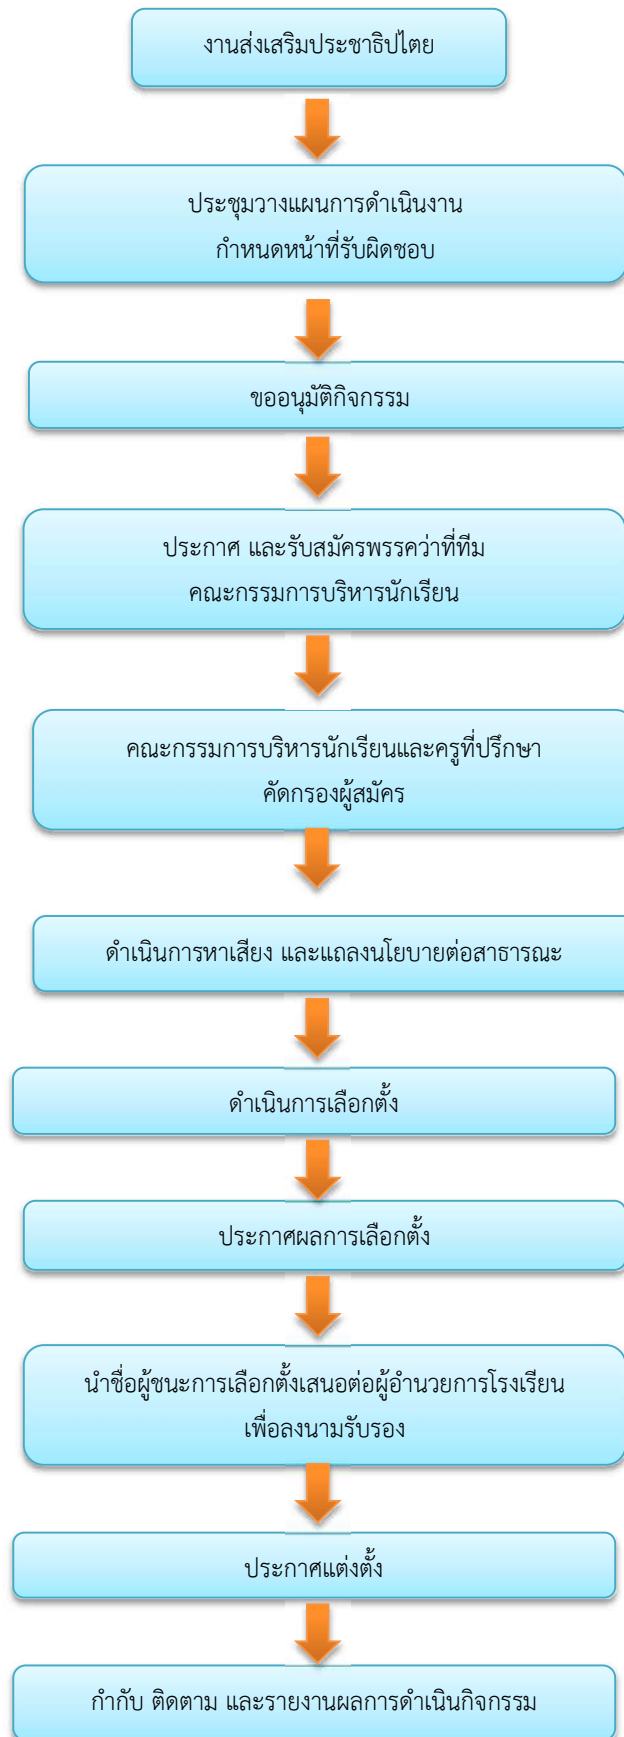 งานส่งเสริมประชาธิปไตย
ประชุมวางแผนการดำเนินงาน
กำหนดหน้าที่รับผิดชอบ
ขออนุมัติกิจกรรม
ประกาศ และรับสมัครพรรคว่าที่ทีม
คณะกรรมการบริหารนักเรียน
คณะกรรมการบริหารนักเรียนและครูที่ปรึกษา
คัดกรองผู้สมัคร
ดำเนินการหาเสียง และแถลงนโยบายต่อสาธารณะ
ดำเนินการเลือกตั้ง
ประกาศผลการเลือกตั้ง
นำชื่อผู้ชนะการเลือกตั้งเสนอต่อผู้อำนวยการโรงเรียน
เพื่อลงนามรับรอง
ประกาศแต่งตั้ง
กำกับ ติดตาม และรายงานผลการดำเนินกิจกรรม